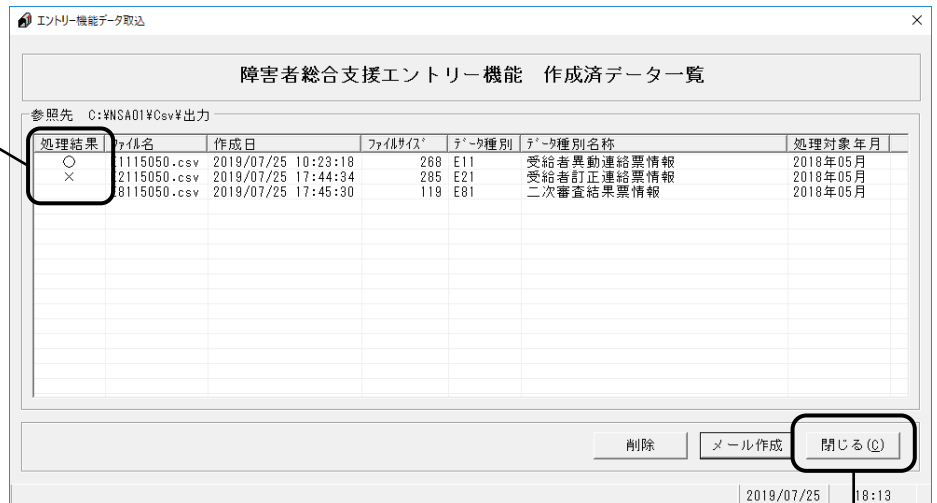 エントリー機能データ取込
障害者総合支援エントリー機能 作成済データ一覧
参照先 C:¥NSA01¥Csv¥出力
処理結果 ファイル名 作成日 ファイルサイズ データ種別 データ種別名称 処理対象年月
○ 1115050.csv 2019/07/25 10:23:18 268 E11 受給者異動連絡票情報 2018年05月
× 2115050.csv 2019/07/25 17:44:34 285 E21 受給者訂正連絡票情報 2018年05月
8115050.csv 2019/07/25 17:45:30 119 E81 二次審査結果票情報 2018年05月
削除 メール作成 閉じる(C)
2019/07/25 18:13